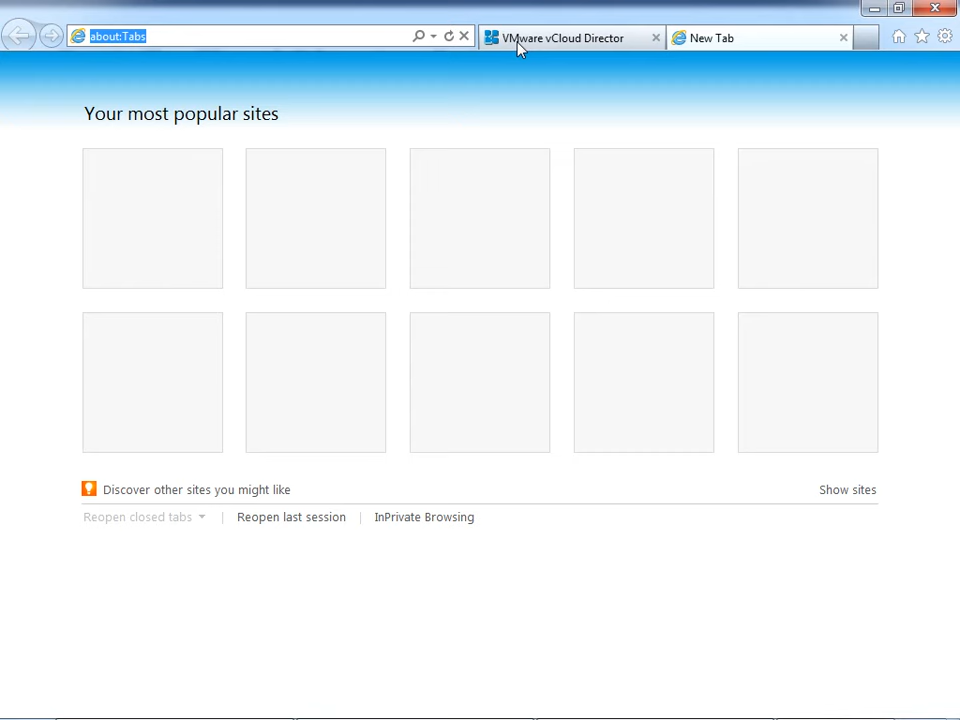 about:Tabs
VMware vCloud Director
New Tab
Your most popular sites
Discover other sites you might like
Show sites
Reopen closed tabs
Reopen last session
InPrivate Browsing